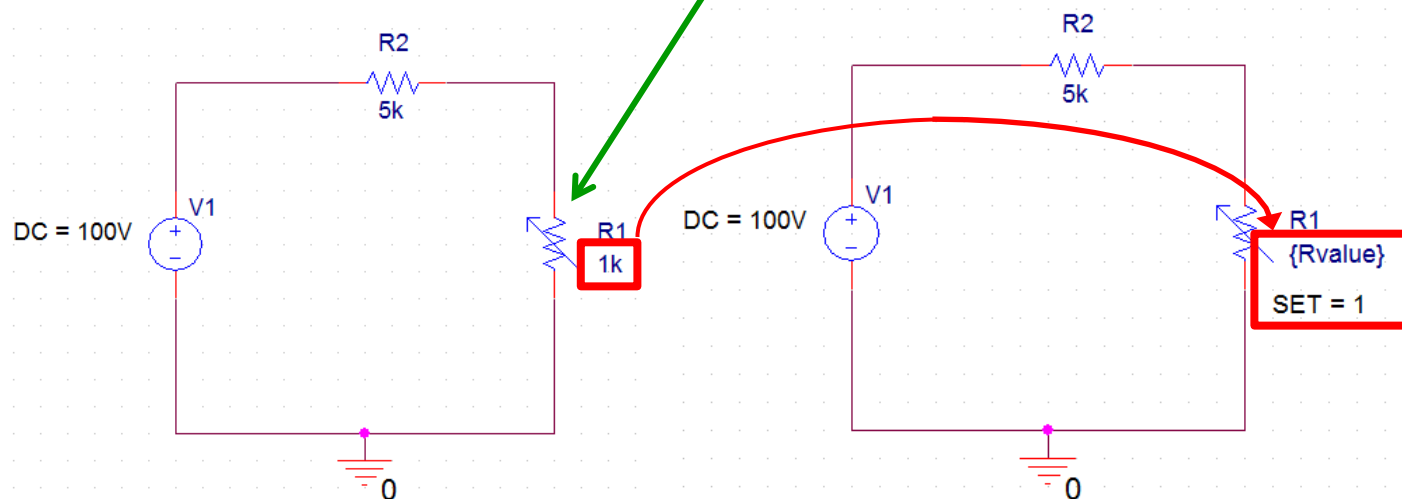 R2
5k
V1
+
−
DC = 100V
R1
1k
0
R2
5k
V1
+
−
DC = 100V
R1
{Rvalue}
SET = 1
0